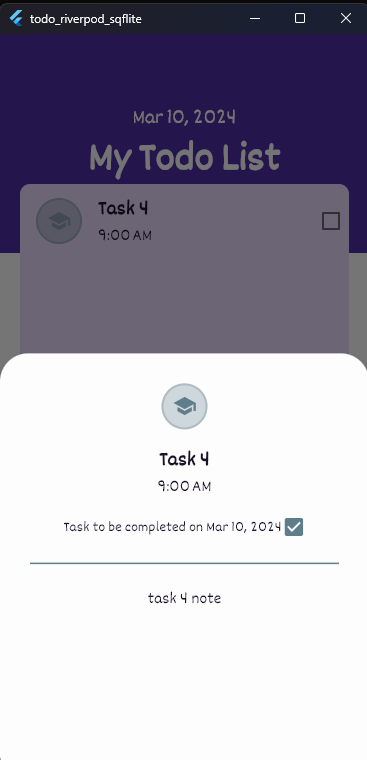 todo_riverpod_sqflite
Mar 10, 2024
My Todo List
Task 4
9:00 AM
Task 4
9:00 AM
Task to be completed on Mar 10, 2024
task 4 note